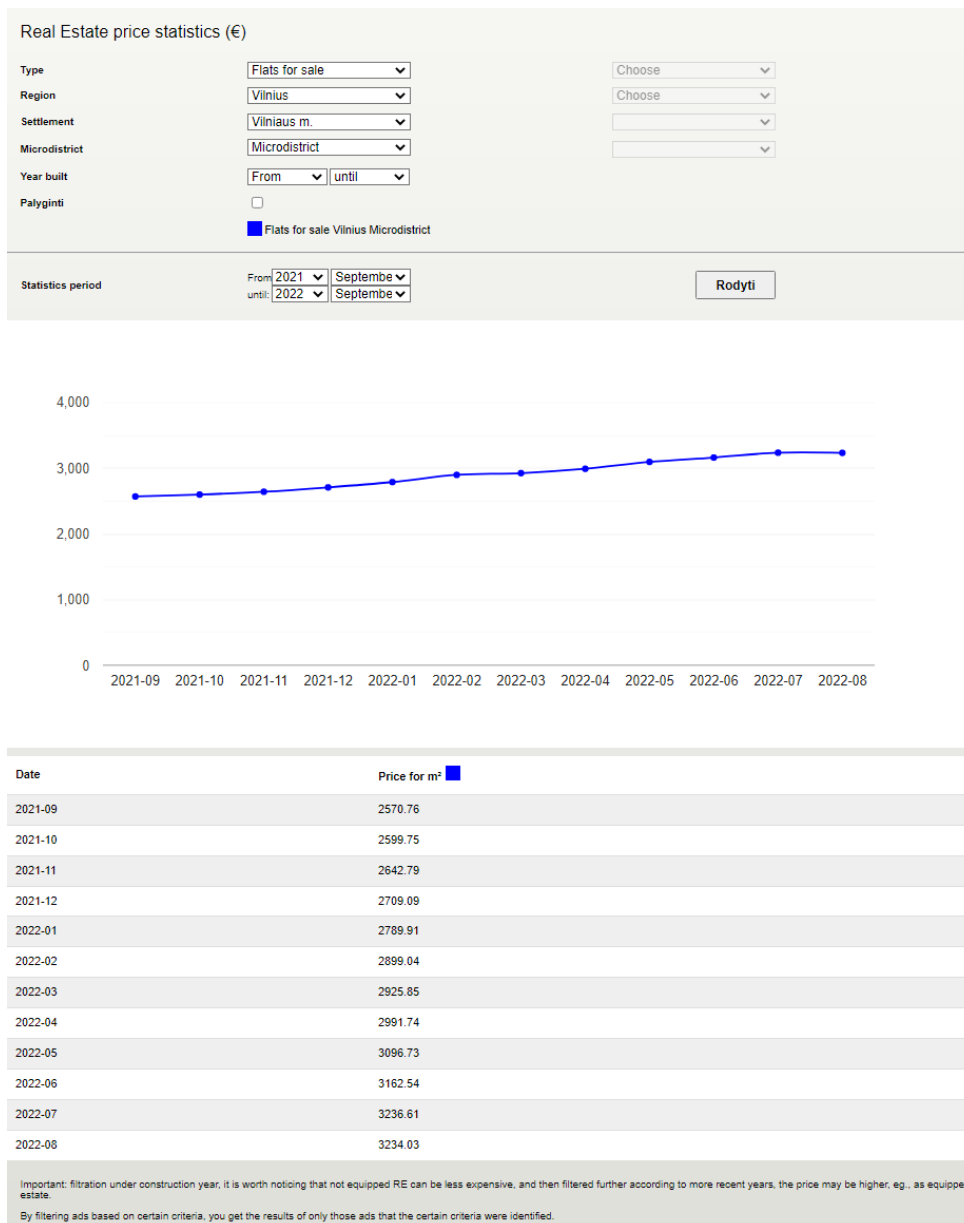 Real Estate price statistics (€)
Type Flats for sale Choose
Region Vilnius Choose
Settlement Vilniaus m.
Microdistrict Microdistrict
Year built From until
Palyginti
Flats for sale Vilnius Microdistrict
Statistics period From 2021 Septembe
until: 2022 Septembe
Rodyti
4,000
3,000
2,000
1,000
0
2021-09 2021-10 2021-11 2021-12 2022-01 2022-02 2022-03 2022-04 2022-05 2022-06 2022-07 2022-08
Date Price for m²
2021-09 2570.76
2021-10 2599.75
2021-11 2642.79
2021-12 2709.09
2022-01 2789.91
2022-02 2899.04
2022-03 2925.85
2022-04 2991.74
2022-05 3096.73
2022-06 3162.54
2022-07 3236.61
2022-08 3234.03
Important: filtration under construction year, it is worth noticing that not equipped RE can be less expensive, and then filtered further according to more recent years, the price may be higher, eg., as equippe
estate.
By filtering ads based on certain criteria, you get the results of only those ads that the certain criteria were identified.